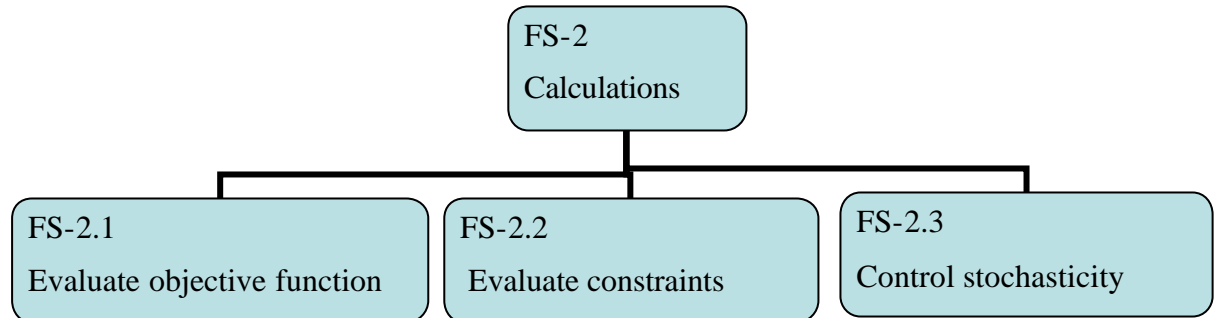 FS-2
Calculations
FS-2.1
Evaluate objective function
FS-2.2
Evaluate constraints
FS-2.3
Control stochasticity